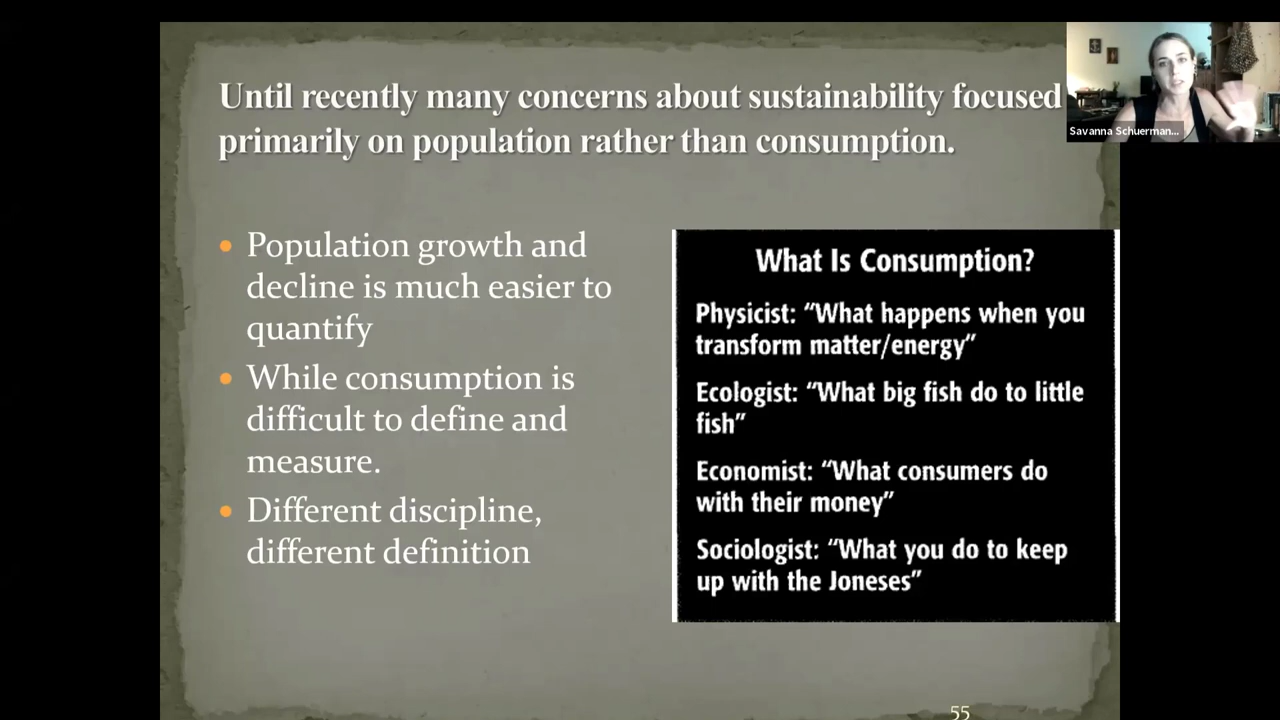 Until recently many concerns about sustainability focused
primarily on population rather than consumption.
Savanna Schuerman...
• Population growth and
decline is much easier to
quantify
• While consumption is
difficult to define and
measure.
• Different discipline,
different definition
What Is Consumption?
Physicist: “What happens when you
transform matter/energy”
Ecologist: “What big fish do to little
fish”
Economist: “What consumers do
with their money”
Sociologist: “What you do to keep
up with the Joneses”
55